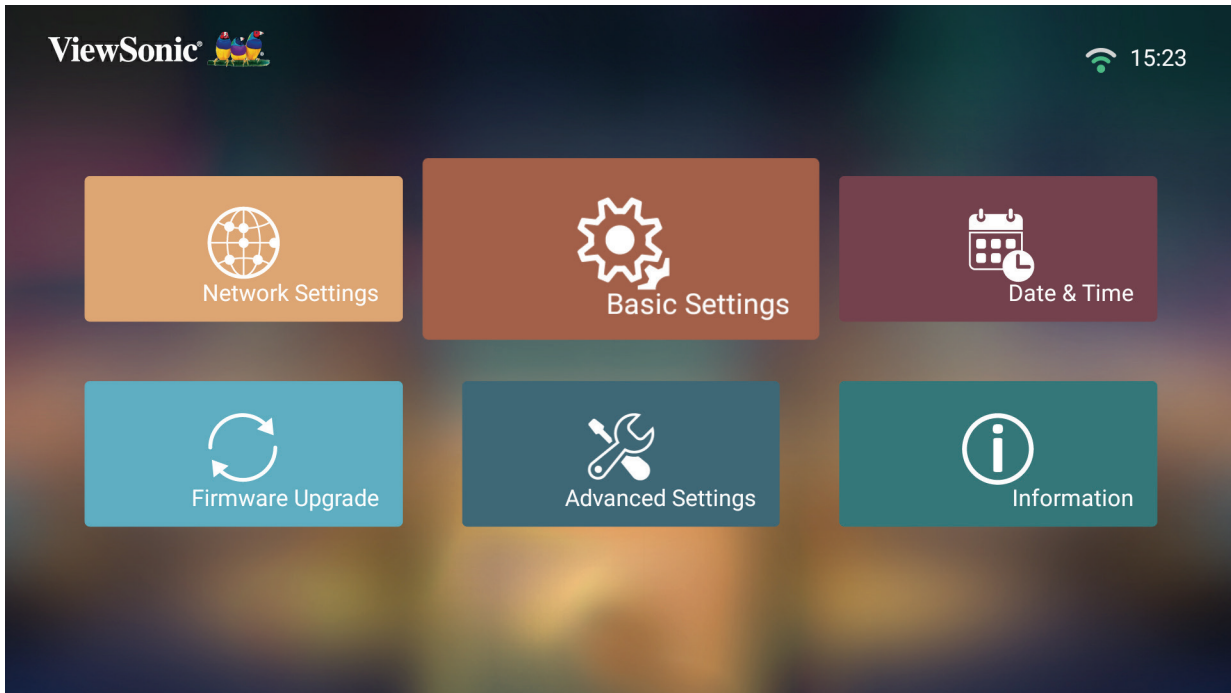 ViewSonic®
15:23
Network Settings
Basic Settings
Date & Time
Firmware Upgrade
Advanced Settings
Information